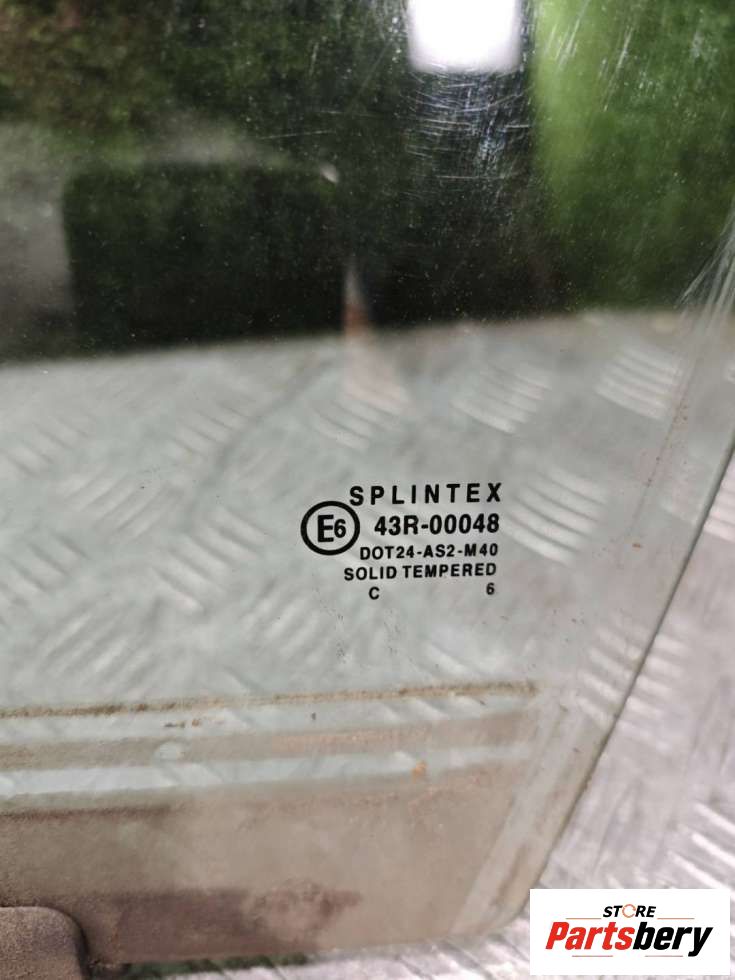 SPLINTEX
E6 43R-00048
DOT24-AS2-M40
SOLID TEMPERED
C 6
STORE
Partsbery